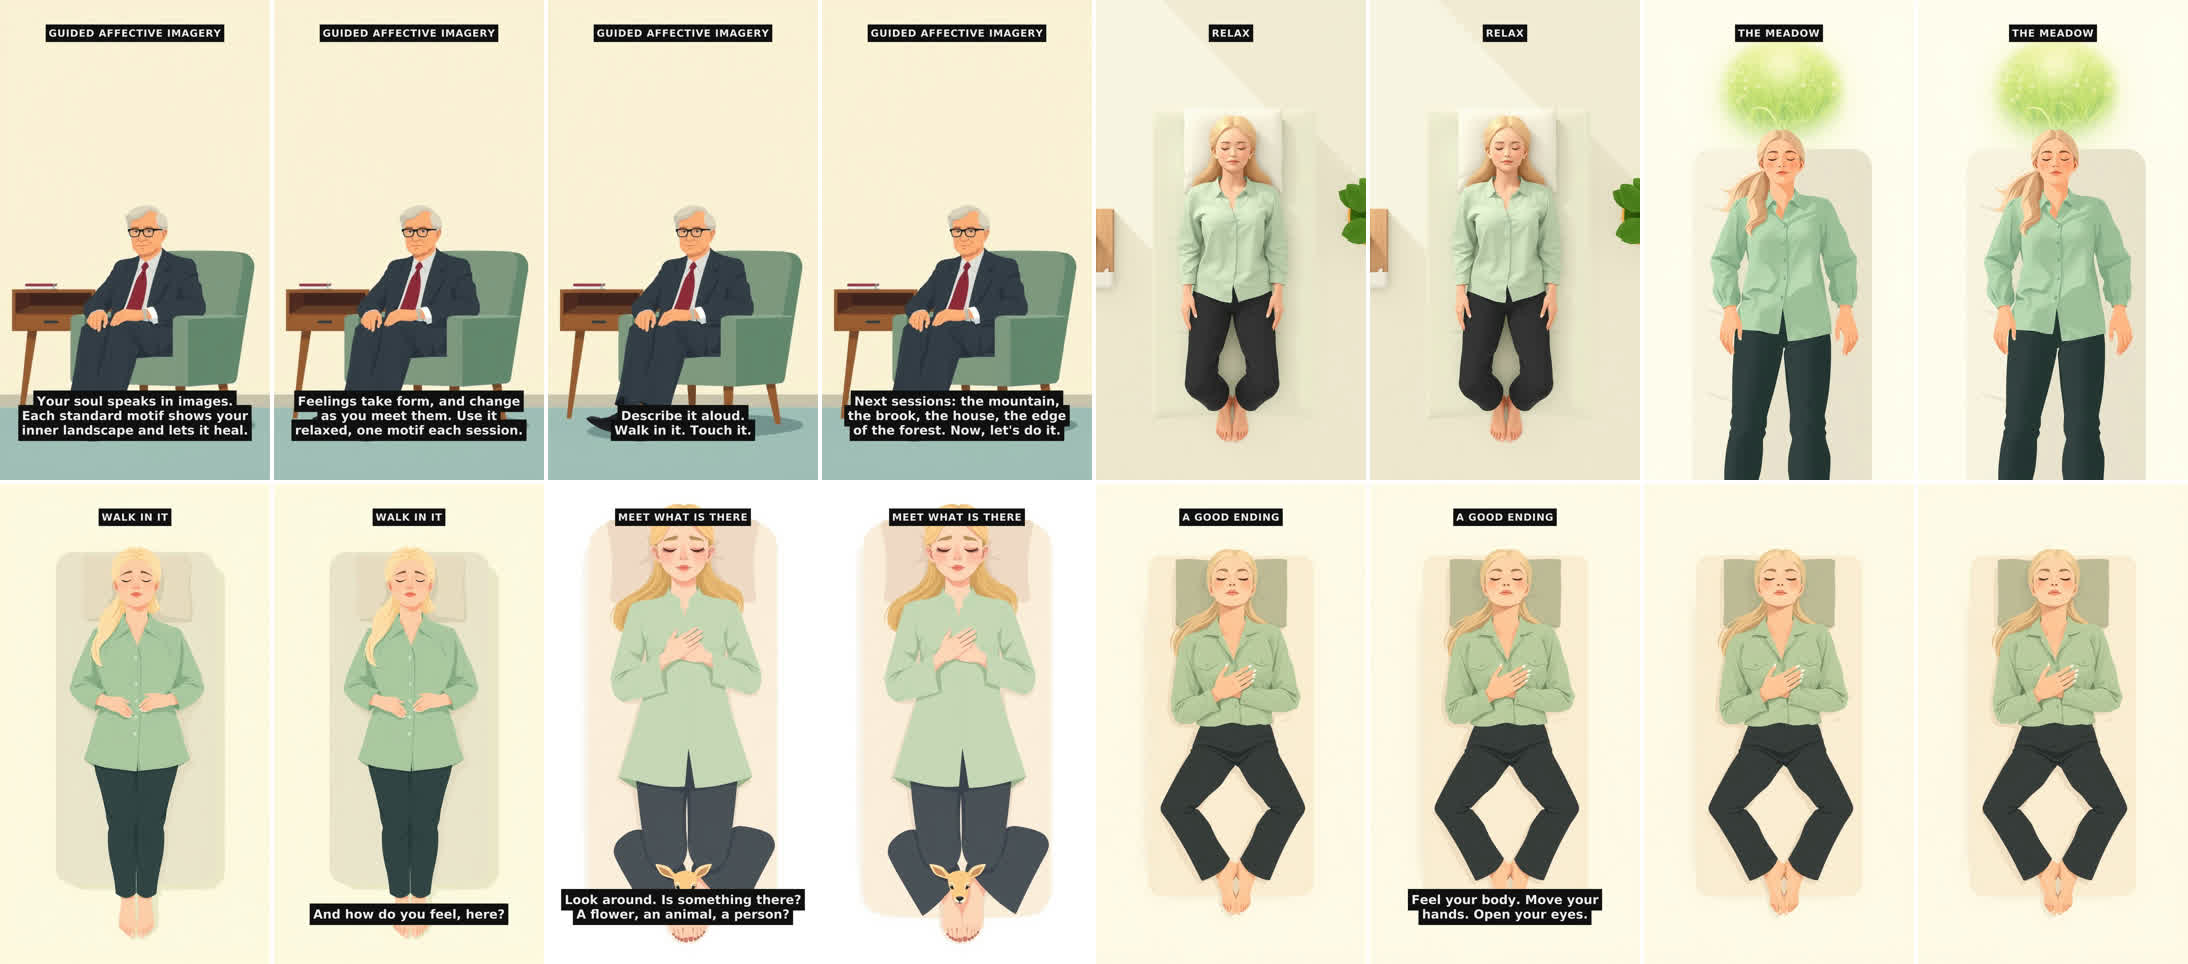 GUIDED AFFECTIVE IMAGERY
Your soul speaks in images.
Each standard motif shows your
inner landscape and lets it heal.
GUIDED AFFECTIVE IMAGERY
Feelings take form, and change
as you meet them. Use it
relaxed, one motif each session.
GUIDED AFFECTIVE IMAGERY
Describe it aloud.
Walk in it. Touch it.
GUIDED AFFECTIVE IMAGERY
Next sessions: the mountain,
the brook, the house, the edge
of the forest. Now, let's do it.
RELAX
RELAX
THE MEADOW
THE MEADOW
WALK IN IT
WALK IN IT
And how do you feel, here?
MEET WHAT IS THERE
Look around. Is something there?
A flower, an animal, a person?
MEET WHAT IS THERE
A GOOD ENDING
A GOOD ENDING
Feel your body. Move your
hands. Open your eyes.